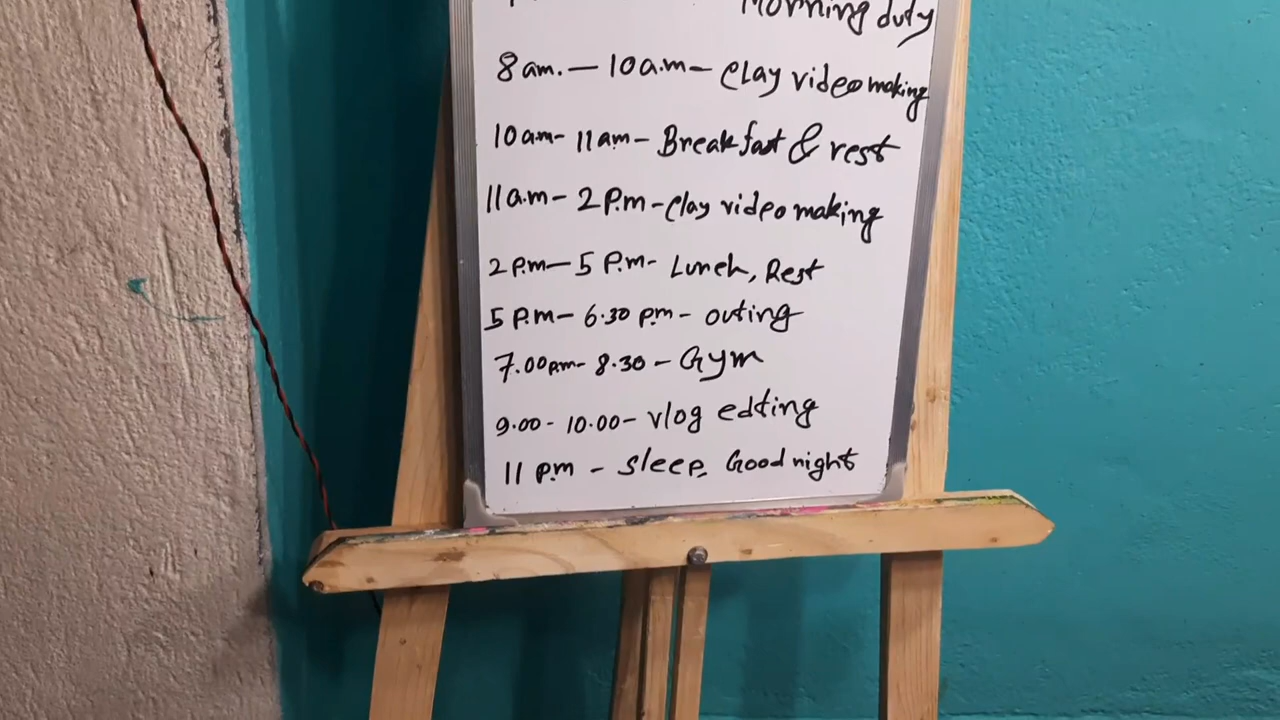 Morning duty
8 am. — 10 a.m — Clay video making
10 am - 11 am — Breakfast & rest
11 a.m — 2 P.m — Clay video making
2 P.m — 5 P.m - Lunch, Rest
5 P.m — 6.30 P.m - outing
7.00 pm - 8.30 — Gym
9.00 - 10.00 — vlog edting
11 P.m — sleep. Good night